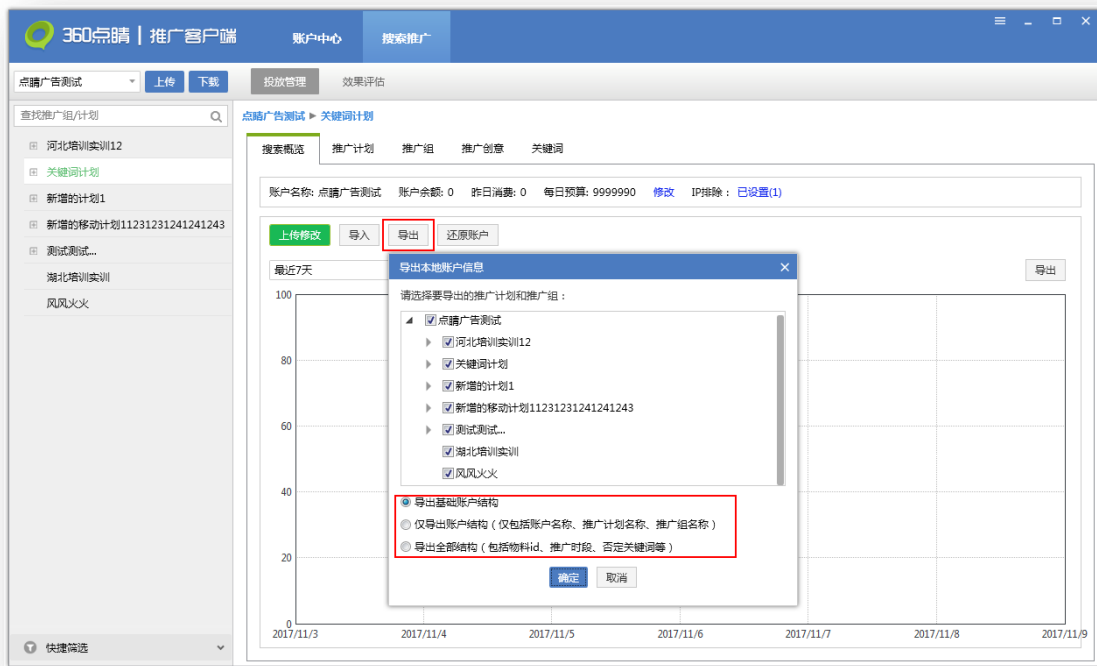 360点睛 | 推广客户端 账户中心 搜索推广
点睛广告测试 上传 下载 投放管理 效果评估
查找推广组/计划
点睛广告测试 ▶ 关键词计划
河北培训实训12
关键词计划
新增的计划1
新增的移动计划11231231241241243
测试测试...
湖北培训实训
风风火火
快捷筛选
搜索概览 推广计划 推广组 推广创意 关键词
账户名称: 点睛广告测试 账户余额: 0 昨日消费: 0 每日预算: 9999990 修改 IP排除： 已设置(1)
上传修改 导入 导出 还原账户
最近7天 导出
导出本地账户信息
请选择要导出的推广计划和推广组：
点睛广告测试
河北培训实训12
关键词计划
新增的计划1
新增的移动计划11231231241241243
测试测试...
湖北培训实训
风风火火
导出基础账户结构
仅导出账户结构（仅包括账户名称、推广计划名称、推广组名称）
导出全部结构（包括物料id、推广时段、否定关键词等）
确定 取消
100
80
60
40
20
0
2017/11/3 2017/11/4 2017/11/5 2017/11/6 2017/11/7 2017/11/8 2017/11/9